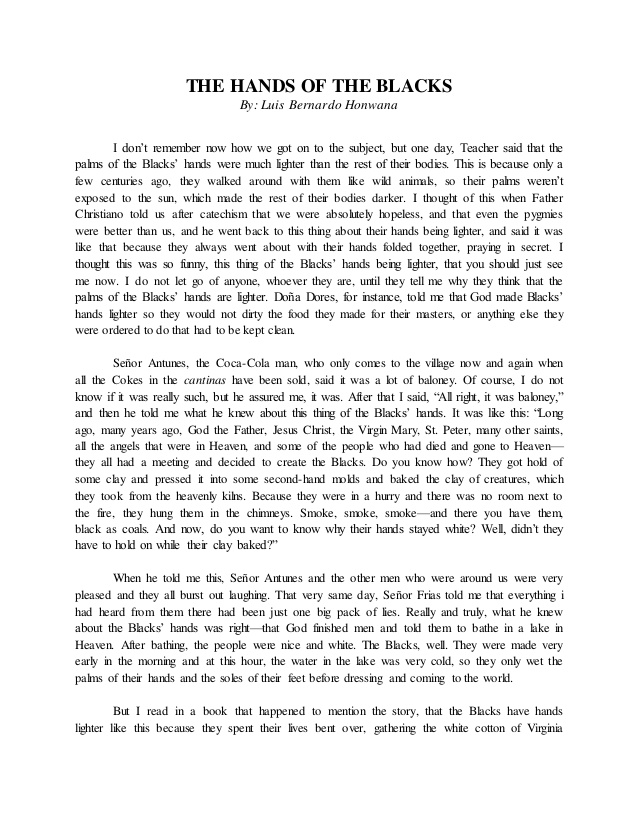 THE HANDS OF THE BLACKS
By: Luis Bernardo Honwana
I don’t remember now how we got on to the subject, but one day, Teacher said that the
palms of the Blacks’ hands were much lighter than the rest of their bodies. This is because only a
few centuries ago, they walked around with them like wild animals, so their palms weren’t
exposed to the sun, which made the rest of their bodies darker. I thought of this when Father
Christiano told us after catechism that we were absolutely hopeless, and that even the pygmies
were better than us, and he went back to this thing about their hands being lighter, and said it was
like that because they always went about with their hands folded together, praying in secret. I
thought this was so funny, this thing of the Blacks’ hands being lighter, that you should just see
me now. I do not let go of anyone, whoever they are, until they tell me why they think that the
palms of the Blacks’ hands are lighter. Doña Dores, for instance, told me that God made Blacks’
hands lighter so they would not dirty the food they made for their masters, or anything else they
were ordered to do that had to be kept clean.
Señor Antunes, the Coca-Cola man, who only comes to the village now and again when
all the Cokes in the cantinas have been sold, said it was a lot of baloney. Of course, I do not
know if it was really such, but he assured me, it was. After that I said, “All right, it was baloney,”
and then he told me what he knew about this thing of the Blacks’ hands. It was like this: “Long
ago, many years ago, God the Father, Jesus Christ, the Virgin Mary, St. Peter, many other saints,
all the angels that were in Heaven, and some of the people who had died and gone to Heaven—
they all had a meeting and decided to create the Blacks. Do you know how? They got hold of
some clay and pressed it into some second-hand molds and baked the clay of creatures, which
they took from the heavenly kilns. Because they were in a hurry and there was no room next to
the fire, they hung them in the chimneys. Smoke, smoke, smoke—and there you have them,
black as coals. And now, do you want to know why their hands stayed white? Well, didn’t they
have to hold on while their clay baked?”
When he told me this, Señor Antunes and the other men who were around us were very
pleased and they all burst out laughing. That very same day, Señor Frias told me that everything i
had heard from them there had been just one big pack of lies. Really and truly, what he knew
about the Blacks’ hands was right—that God finished men and told them to bathe in a lake in
Heaven. After bathing, the people were nice and white. The Blacks, well. They were made very
early in the morning and at this hour, the water in the lake was very cold, so they only wet the
palms of their hands and the soles of their feet before dressing and coming to the world.
But I read in a book that happened to mention the story, that the Blacks have hands
lighter like this because they spent their lives bent over, gathering the white cotton of Virginia